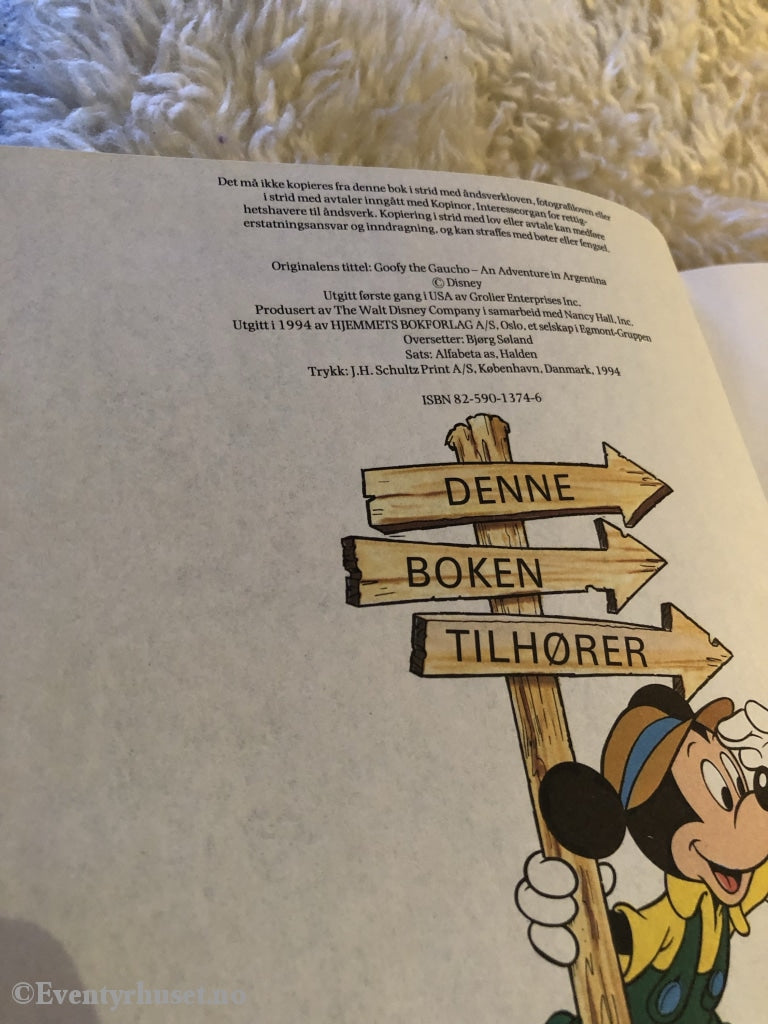 Det må ikke kopieres fra denne bok i strid med åndsverkloven, fotografiloven eller
i strid med avtaler inngått med Kopinor, Interesseorgan for rettig-
hetshavere til åndsverk. Kopiering i strid med lov eller avtale kan medføre
erstatningsansvar og inndragning, og kan straffes med bøter eller fengsel.
Originalens tittel: Goofy the Gaucho – An Adventure in Argentina
© Disney
Utgitt første gang i USA av Grolier Enterprises Inc.
Produsert av The Walt Disney Company i samarbeid med Nancy Hall, Inc.
Utgitt i 1994 av HJEMMETS BOKFORLAG A/S, Oslo, et selskap i Egmont-Gruppen
Oversetter: Bjørg Søland
Sats: Alfabeta as, Halden
Trykk: J.H. Schultz Print A/S, København, Danmark, 1994
ISBN 82-590-1374-6
DENNE
BOKEN
TILHØRER
©Eventyrhuset.no